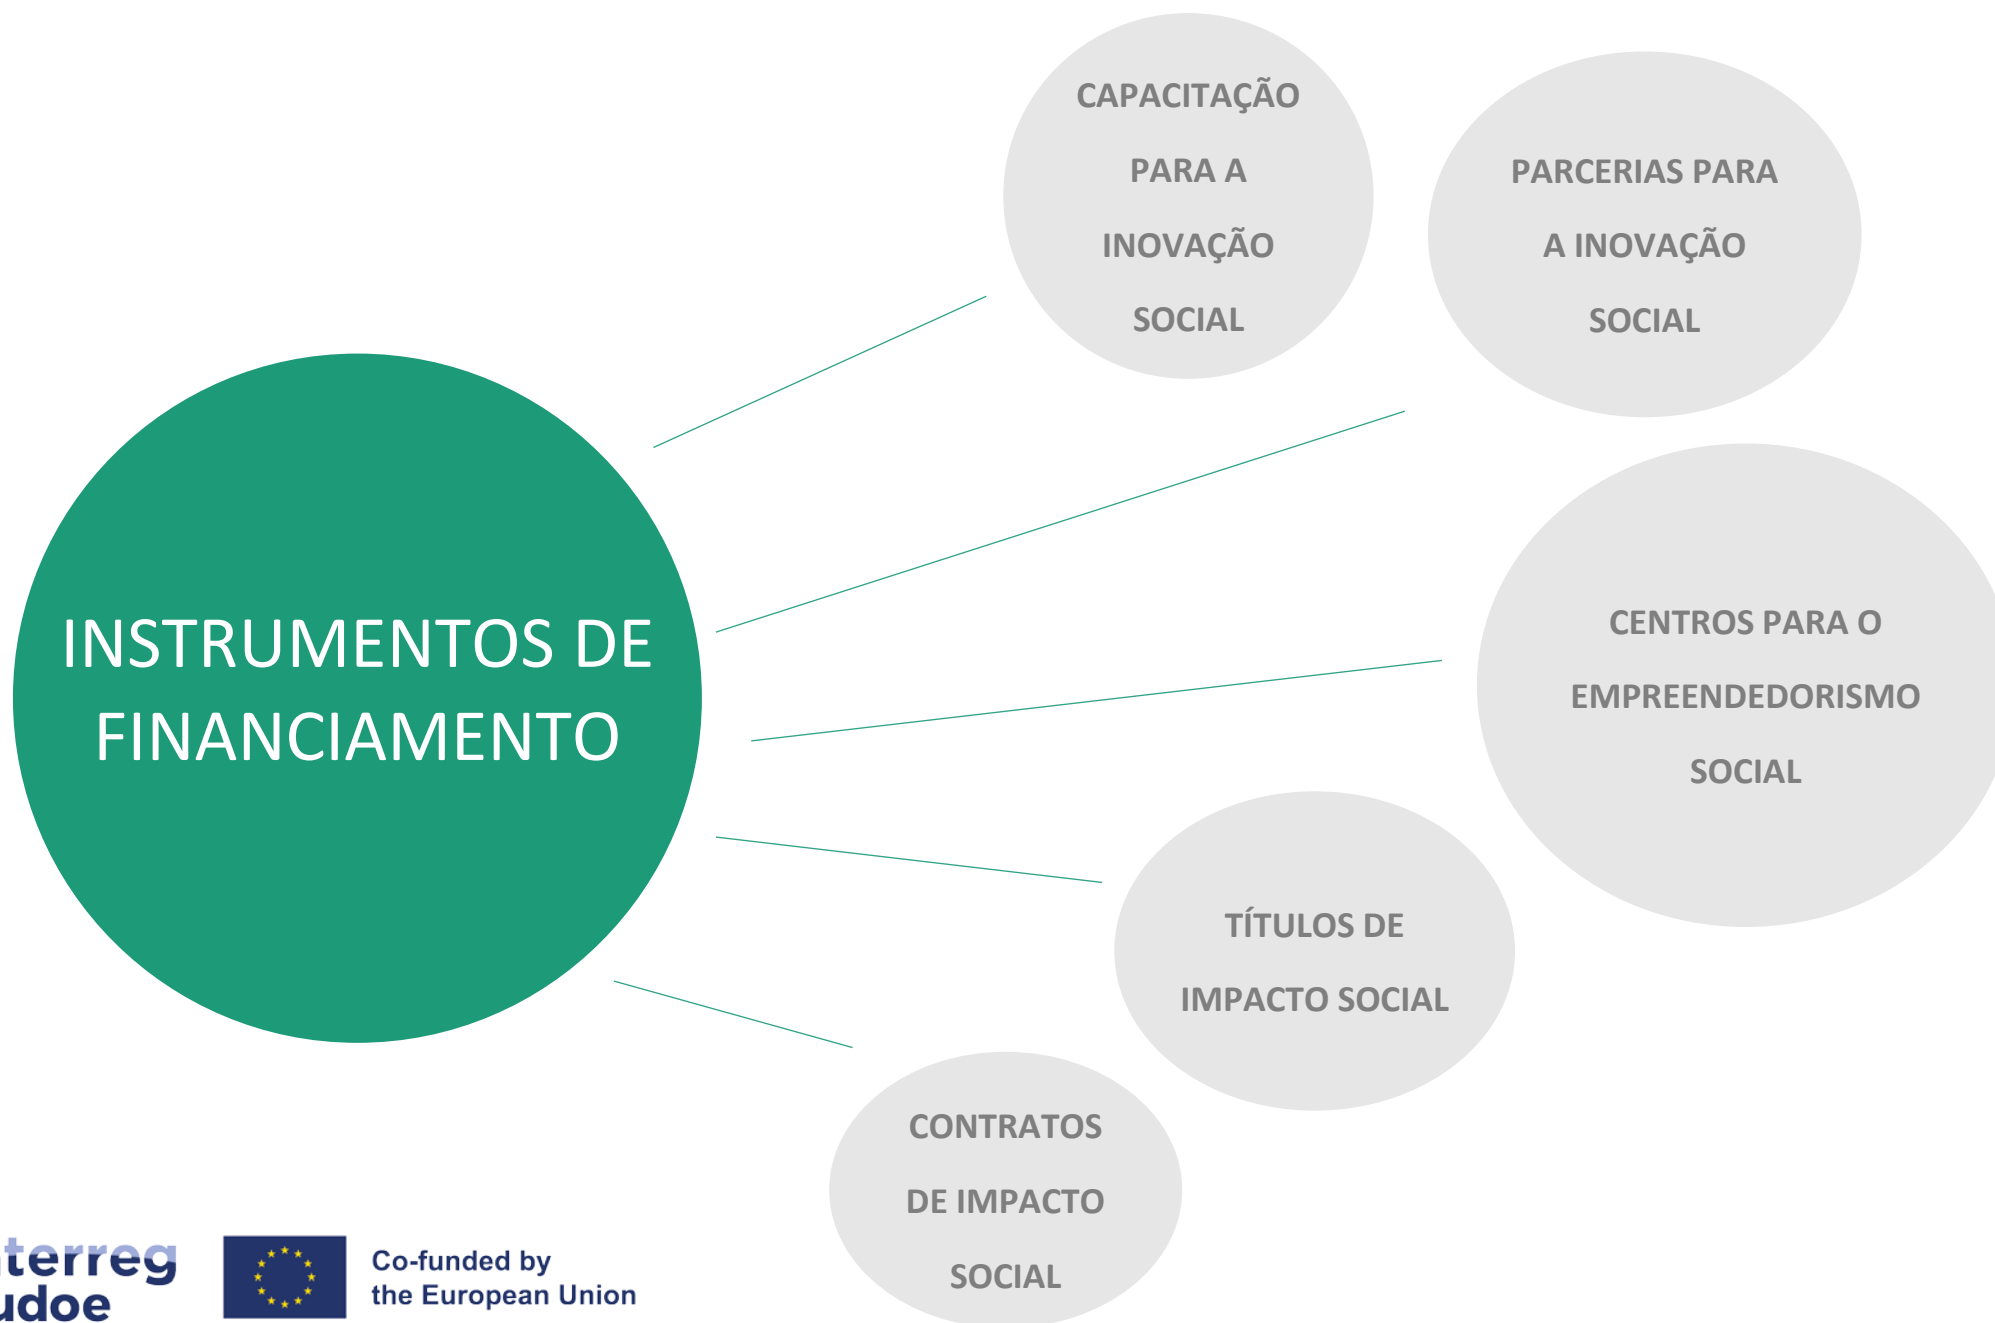 CAPACITAÇÃO
PARA A
INOVAÇÃO
SOCIAL
PARCERIAS PARA
A INOVAÇÃO
SOCIAL
INSTRUMENTOS DE
FINANCIAMENTO
CENTROS PARA O
EMPREENDEDORISMO
SOCIAL
TÍTULOS DE
IMPACTO SOCIAL
CONTRATOS
DE IMPACTO
SOCIAL
Co-funded by
the European Union